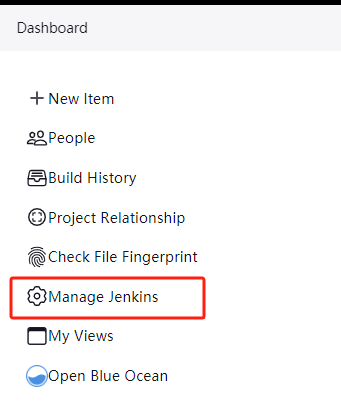 Dashboard
New Item
People
Build History
Project Relationship
Check File Fingerprint
Manage Jenkins
My Views
Open Blue Ocean